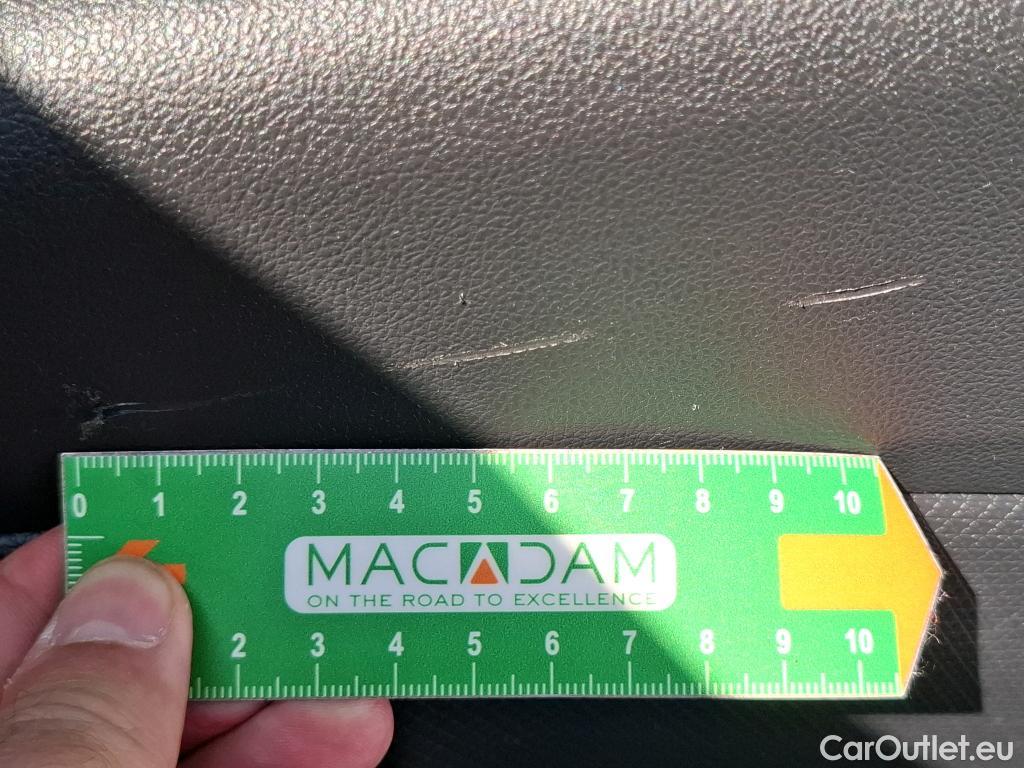 0 1 2 3 4 5 6 7 8 9 10
MACADAM
ON THE ROAD TO EXCELLENCE
2 3 4 5 6 7 8 9 10
CarOutlet.eu